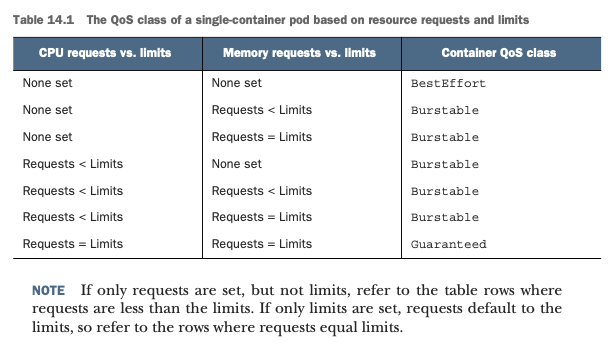 Table 14.1 The QoS class of a single-container pod based on resource requests and limits
CPU requests vs. limits Memory requests vs. limits Container QoS class
None set None set BestEffort
None set Requests < Limits Burstable
None set Requests = Limits Burstable
Requests < Limits None set Burstable
Requests < Limits Requests < Limits Burstable
Requests < Limits Requests = Limits Burstable
Requests = Limits Requests = Limits Guaranteed
NOTE If only requests are set, but not limits, refer to the table rows where
requests are less than the limits. If only limits are set, requests default to the
limits, so refer to the rows where requests equal limits.